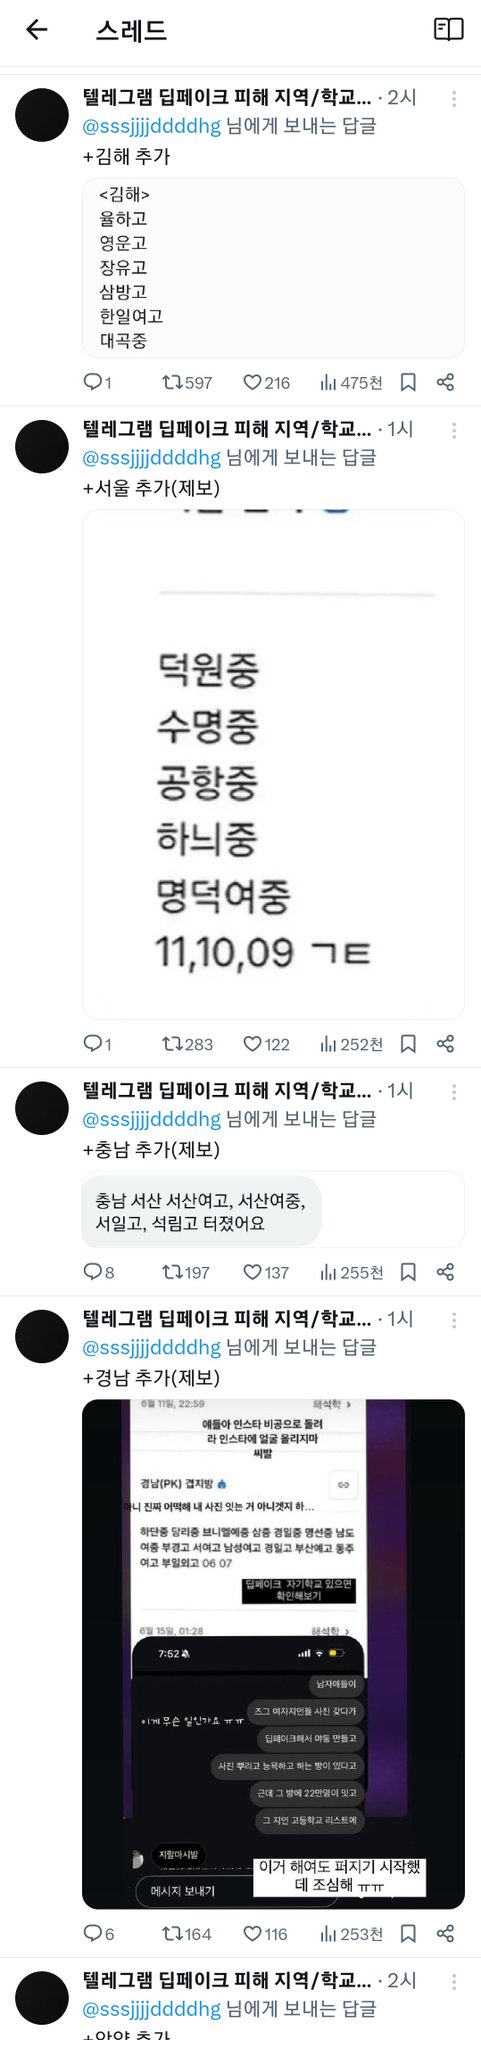 스레드
텔레그램 딥페이크 피해 지역/학교... · 2시
@sssjjjjddddhg 님에게 보내는 답글
+김해 추가
<김해>
율하고
영운고
장유고
삼방고
한일여고
대곡중
1 597 216 475천
텔레그램 딥페이크 피해 지역/학교... · 1시
@sssjjjjddddhg 님에게 보내는 답글
+서울 추가(제보)
덕원중
수명중
공항중
하늬중
명덕여중
11,10,09 ㄱㅌ
1 283 122 252천
텔레그램 딥페이크 피해 지역/학교... · 1시
@sssjjjjddddhg 님에게 보내는 답글
+충남 추가(제보)
충남 서산 서산여고, 서산여중,
서일고, 석림고 터졌어요
8 197 137 255천
텔레그램 딥페이크 피해 지역/학교... · 1시
@sssjjjjddddhg 님에게 보내는 답글
+경남 추가(제보)
6월 11일, 22:59 해석학 >
얘들아 인스타 비공으로 돌려
라 인스타에 얼굴 올리지마
씨발
경남(PK) 겹지방
아니 진짜 어떡해 내 사진 잇는 거 아니겟지 하...
하단중 당리중 브니엘예중 삼중 경일중 명선중 남도
여중 부경고 서여고 남성여고 경일고 부산예고 동주
여고 부일외고 06 07
딥페이크 자기학교 있으면
확인해보기
6월 15일, 01:28 해석학 >
7:52
남자애들이
이게 무슨 일인가요 ㅠㅠ
즈그 여자지인들 사진 갖다가
딥페이크해서 야동 만들고
사진 뿌리고 능욕하고 하는 방이 있다고
근데 그 방에 22만명이 잇고
그 지인 고등학교 리스트에
지랄마시발
이거 해여도 퍼지기 시작했
데 조심해 ㅠㅠ
메시지 보내기
6 164 116 253천
텔레그램 딥페이크 피해 지역/학교... · 2시
@sssjjjjddddhg 님에게 보내는 답글